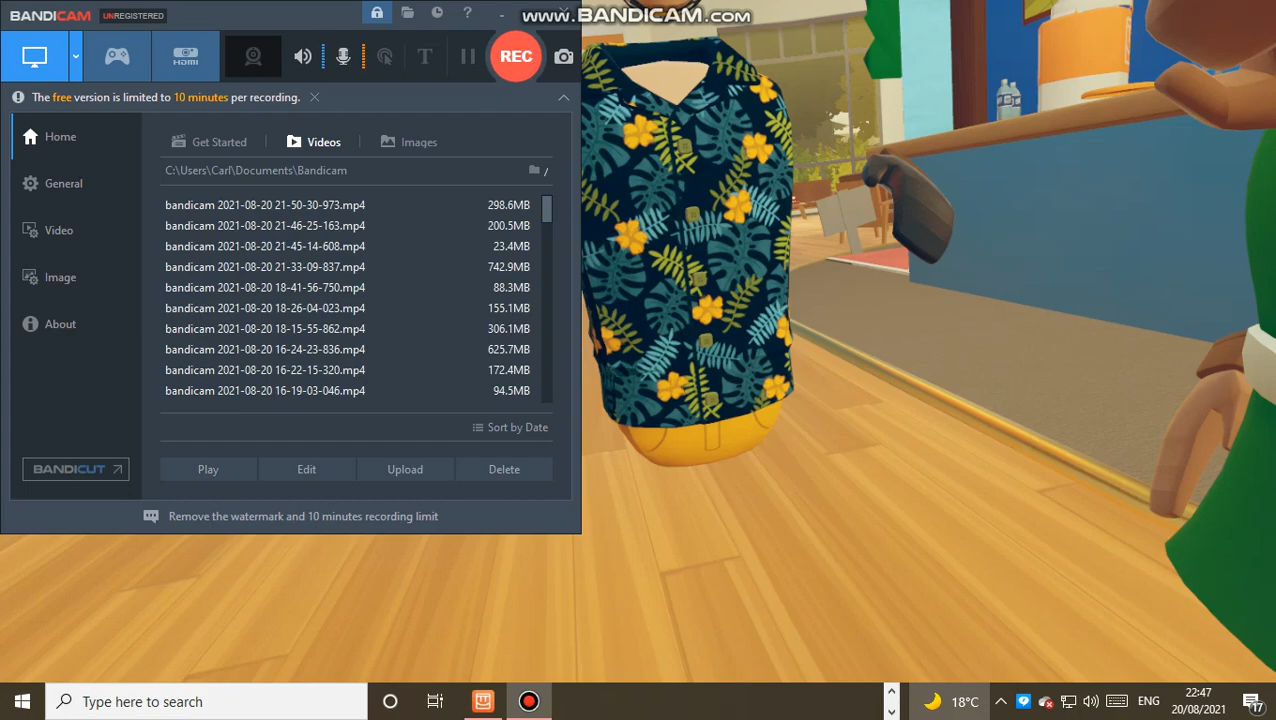 BANDICAM UNREGISTERED
www.BANDICAM.com
HDMI
T
REC
The free version is limited to 10 minutes per recording.
Home
General
Video
Image
About
BANDICUT
Get Started
Videos
Images
C:\Users\Carl\Documents\Bandicam
/
bandicam 2021-08-20 21-50-30-973.mp4 298.6MB
bandicam 2021-08-20 21-46-25-163.mp4 200.5MB
bandicam 2021-08-20 21-45-14-608.mp4 23.4MB
bandicam 2021-08-20 21-33-09-837.mp4 742.9MB
bandicam 2021-08-20 18-41-56-750.mp4 88.3MB
bandicam 2021-08-20 18-26-04-023.mp4 155.1MB
bandicam 2021-08-20 18-15-55-862.mp4 306.1MB
bandicam 2021-08-20 16-24-23-836.mp4 625.7MB
bandicam 2021-08-20 16-22-15-320.mp4 172.4MB
bandicam 2021-08-20 16-19-03-046.mp4 94.5MB
Sort by Date
Play
Edit
Upload
Delete
Remove the watermark and 10 minutes recording limit
Type here to search
18°C
ENG
22:47
20/08/2021
17